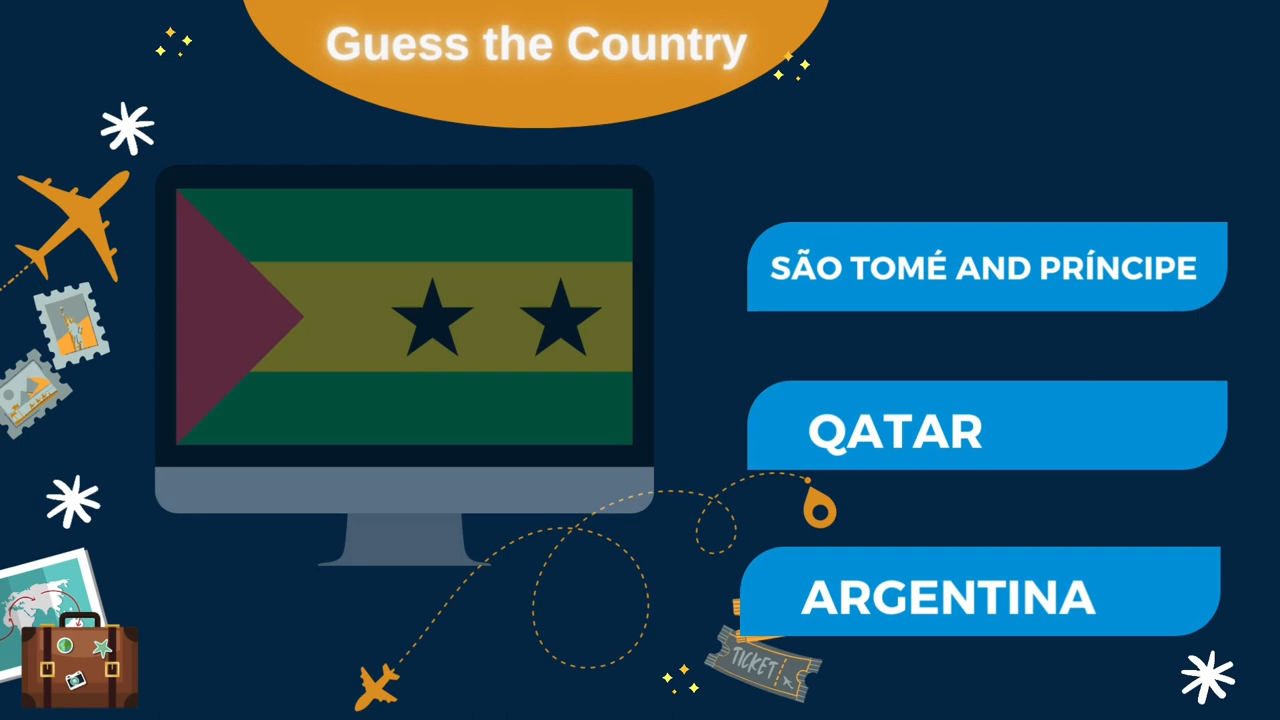 Guess the Country
SÃO TOMÉ AND PRÍNCIPE
QATAR
ARGENTINA
TICKET